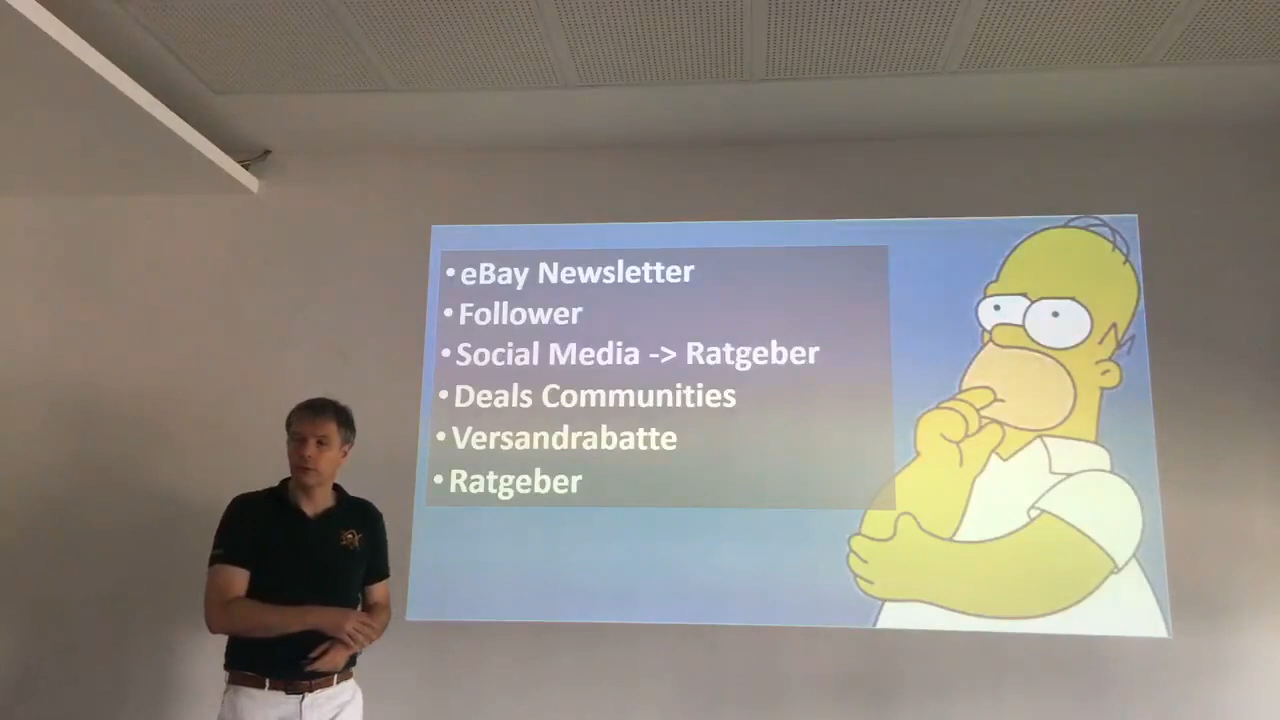 • eBay Newsletter
• Follower
• Social Media -> Ratgeber
• Deals Communities
• Versandrabatte
• Ratgeber